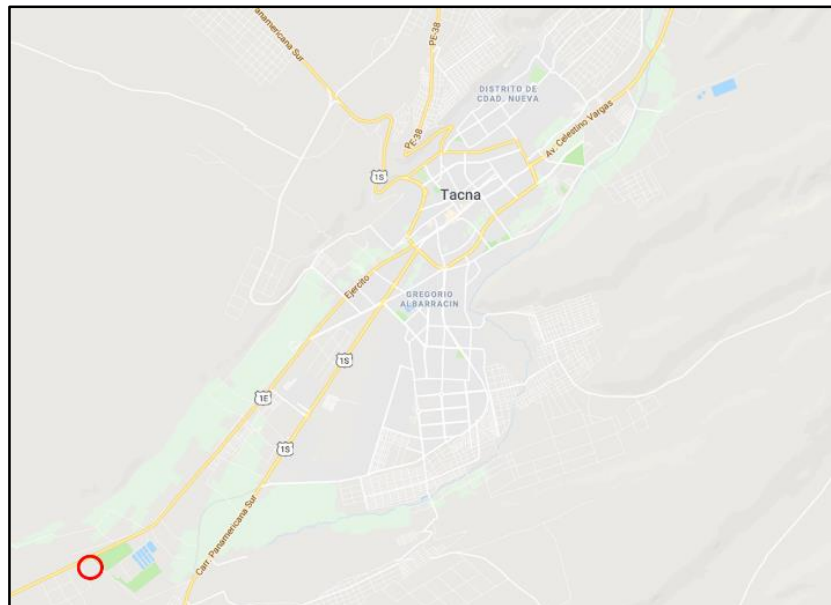 Panamericana Sur
PE-38
DISTRITO DE
CDAD. NUEVA
Av. Celestino Vargas
PE-38
1S
Tacna
Ejercito
GREGORIO
ALBARRACIN
1S
1E
1S
Carr. Panamericana Sur